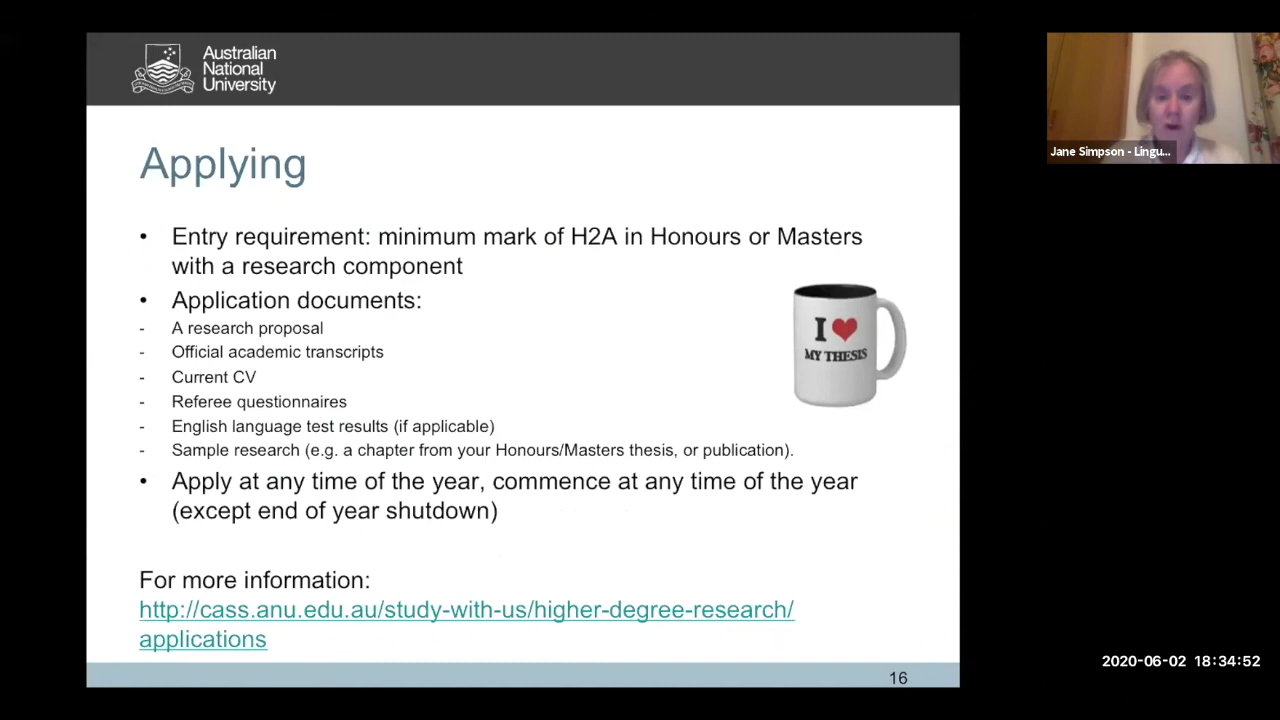 Australian
National
University
Applying
• Entry requirement: minimum mark of H2A in Honours or Masters
with a research component
• Application documents:
- A research proposal
- Official academic transcripts
- Current CV
- Referee questionnaires
- English language test results (if applicable)
- Sample research (e.g. a chapter from your Honours/Masters thesis, or publication).
I ❤
MY THESIS
• Apply at any time of the year, commence at any time of the year
(except end of year shutdown)
For more information:
http://cass.anu.edu.au/study-with-us/higher-degree-research/
applications
16
Jane Simpson - Lingu...
2020-06-02 18:34:52